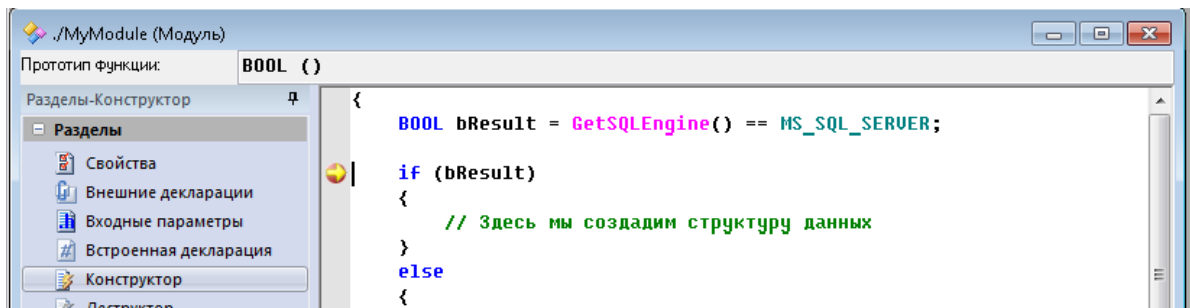 ./MyModule (Модуль)
Прототип функции: BOOL ()
Разделы-Конструктор
Разделы
Свойства
Внешние декларации
Входные параметры
Встроенная декларация
Конструктор
Деструктор
{
BOOL bResult = GetSQLEngine() == MS_SQL_SERVER;
if (bResult)
{
// Здесь мы создадим структуру данных
}
else
{